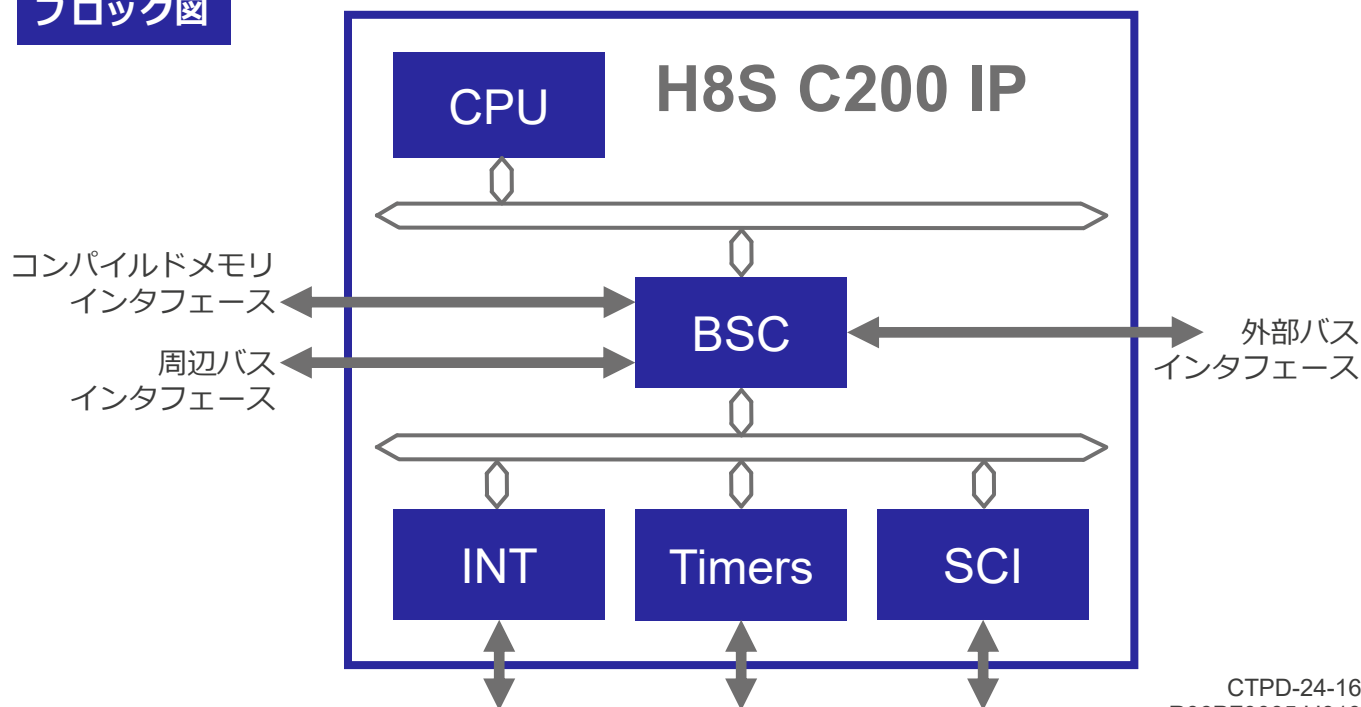 ブロック図
H8S C200 IP
CPU
コンパイルドメモリ
インタフェース
BSC
外部バス
インタフェース
周辺バス
インタフェース
INT
Timers
SCI
CTPD-24-16